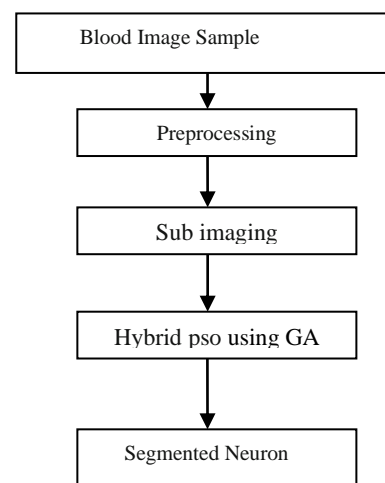 Blood Image Sample
Preprocessing
Sub imaging
Hybrid pso using GA
Segmented Neuron